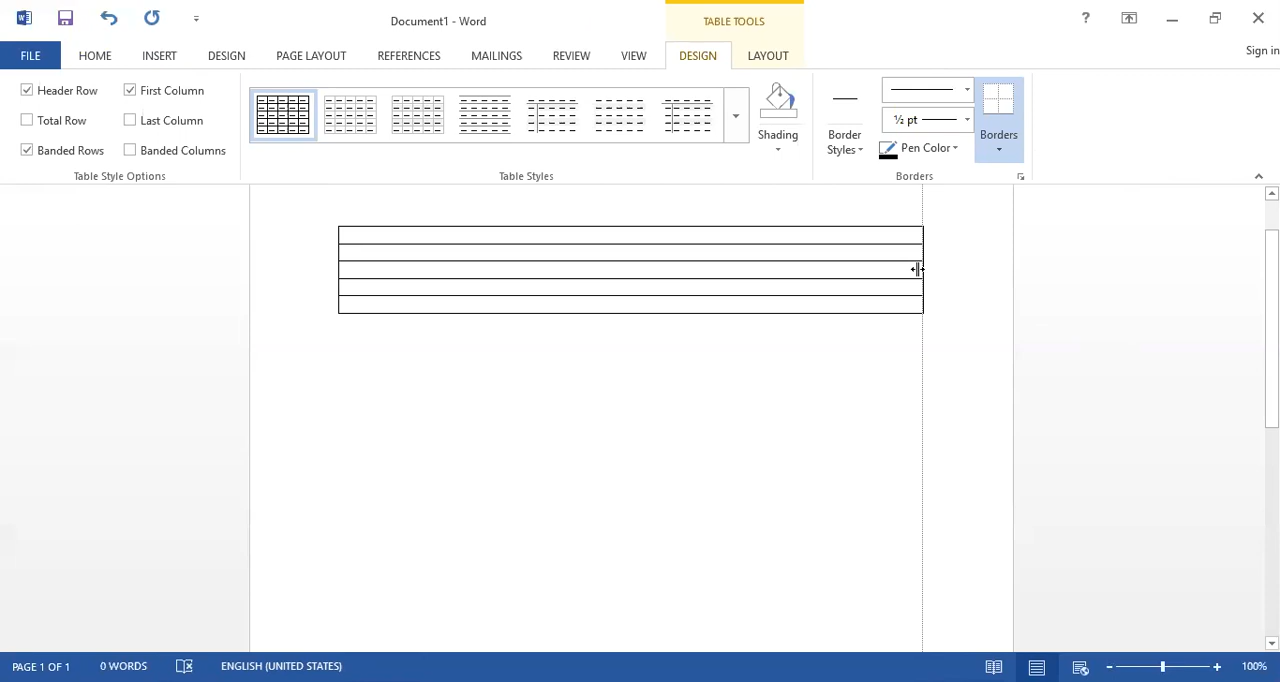 Document1 - Word
TABLE TOOLS
?
FILE
HOME
INSERT
DESIGN
PAGE LAYOUT
REFERENCES
MAILINGS
REVIEW
VIEW
DESIGN
LAYOUT
Sign in
Header Row
First Column
Total Row
Last Column
Banded Rows
Banded Columns
Table Style Options
Table Styles
Shading
Border
Styles
½ pt
Pen Color
Borders
Borders
PAGE 1 OF 1
0 WORDS
ENGLISH (UNITED STATES)
100%